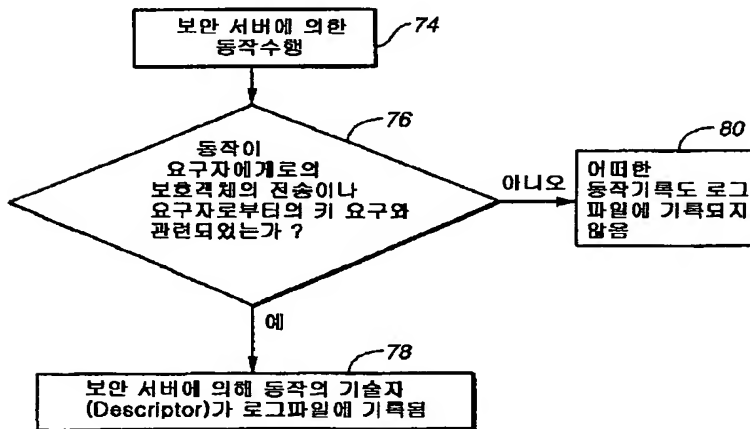 보안 서버에 의한
동작수행
74
동작이
요구자에게로의
보호객체의 전송이나
요구자로부터의 키 요구와
관련되었는가 ?
76
아니오
80
어떠한
동작기록도 로그
파일에 기록되지
않음
예
78
보안 서버에 의해 동작의 기술자
(Descriptor)가 로그파일에 기록됨